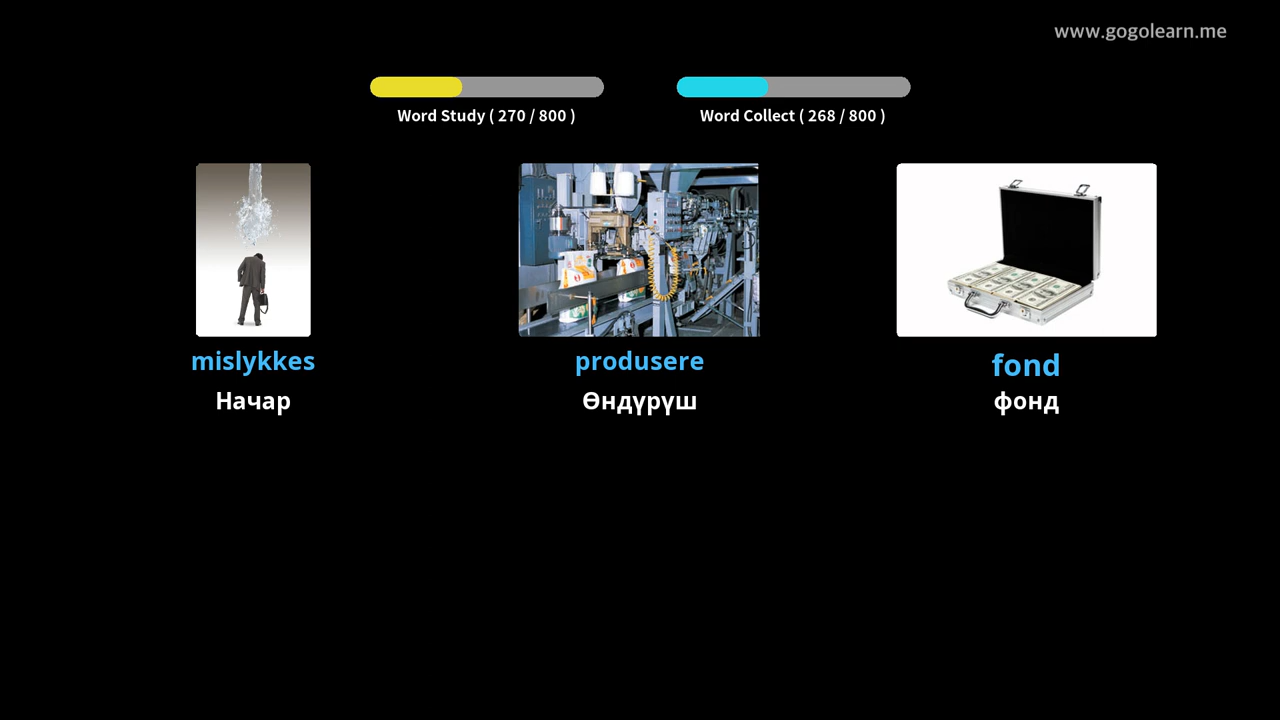 www.gogolearn.me
Word Study ( 270 / 800 )
Word Collect ( 268 / 800 )
mislykkes
produsere
fond
Начар
Өндүрүш
фонд